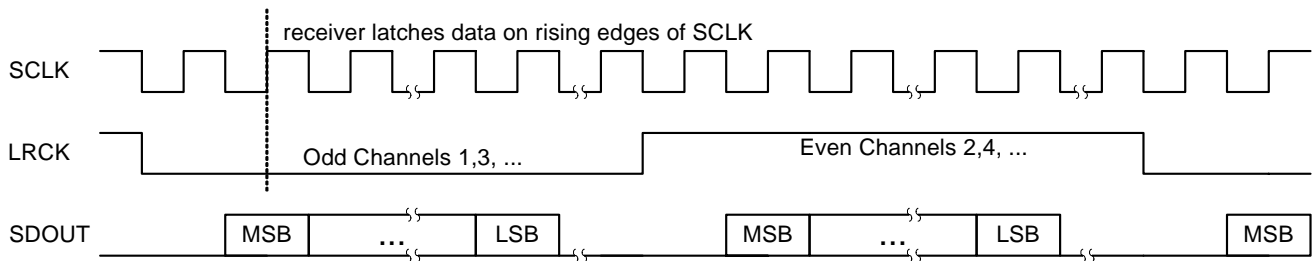 receiver latches data on rising edges of SCLK
SCLK
LRCK
Odd Channels 1,3, ...
Even Channels 2,4, ...
SDOUT
MSB
...
LSB
MSB
...
LSB
MSB